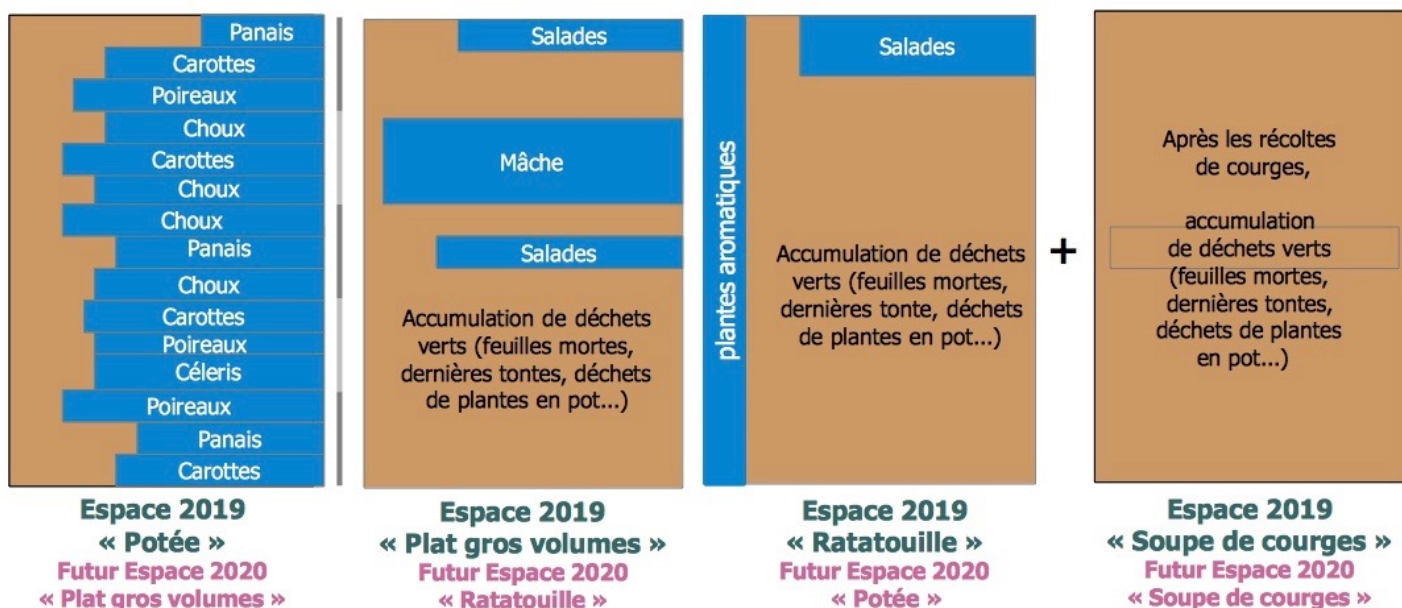 Panais
Carottes
Poireaux
Choux
Carottes
Choux
Choux
Panais
Choux
Carottes
Poireaux
Céleris
Poireaux
Panais
Carottes
Espace 2019
« Potée »
Futur Espace 2020
« Plat gros volumes »
Salades
Mâche
Salades
Accumulation de déchets
verts (feuilles mortes,
dernières tontes, déchets
de plantes en pot...)
Espace 2019
« Plat gros volumes »
Futur Espace 2020
« Ratatouille »
plantes aromatiques
Salades
Accumulation de déchets
verts (feuilles mortes,
dernières tonte, déchets
de plantes en pot...)
Espace 2019
« Ratatouille »
Futur Espace 2020
« Potée »
+
Après les récoltes
de courges,
accumulation
de déchets verts
(feuilles mortes,
dernières tontes,
déchets de plantes
en pot...)
Espace 2019
« Soupe de courges »
Futur Espace 2020
« Soupe de courges »